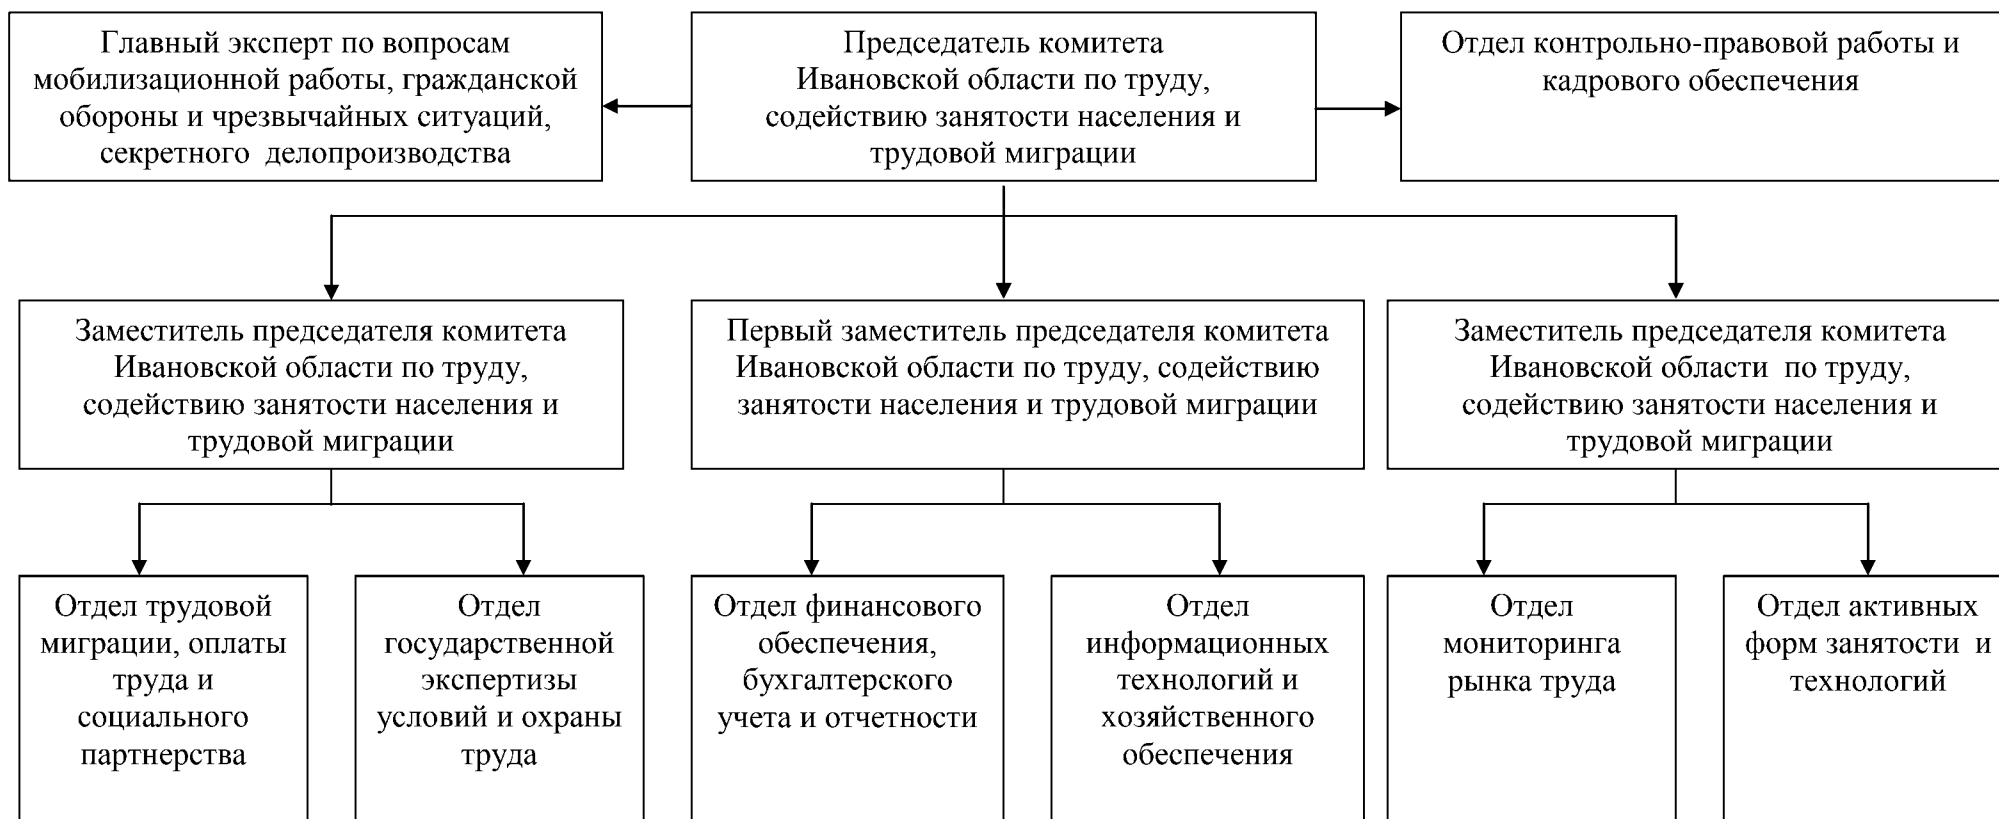 Главный эксперт по вопросам
мобилизационной работы, гражданской
обороны и чрезвычайных ситуаций,
секретного делопроизводства
Председатель комитета
Ивановской области по труду,
содействию занятости населения и
трудовой миграции
Отдел контрольно-правовой работы и
кадрового обеспечения
Заместитель председателя комитета
Ивановской области по труду,
содействию занятости населения и
трудовой миграции
Первый заместитель председателя комитета
Ивановской области по труду, содействию
занятости населения и трудовой миграции
Заместитель председателя комитета
Ивановской области по труду,
содействию занятости населения и
трудовой миграции
Отдел трудовой
миграции, оплаты
труда и
социального
партнерства
Отдел
государственной
экспертизы
условий и охраны
труда
Отдел финансового
обеспечения,
бухгалтерского
учета и отчетности
Отдел
информационных
технологий и
хозяйственного
обеспечения
Отдел
мониторинга
рынка труда
Отдел активных
форм занятости и
технологий